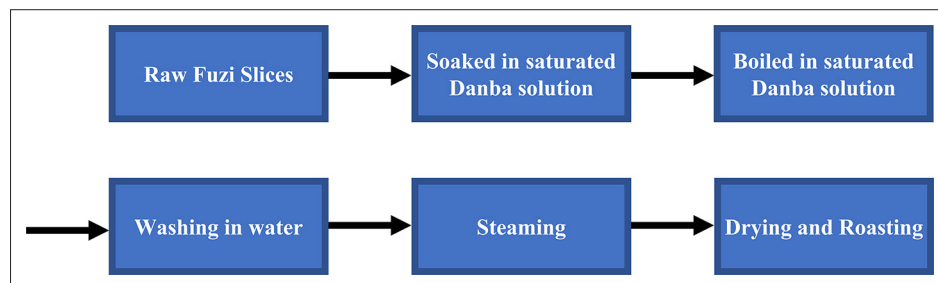 Raw Fuzi Slices
Soaked in saturated
Danba solution
Boiled in saturated
Danba solution
Washing in water
Steaming
Drying and Roasting